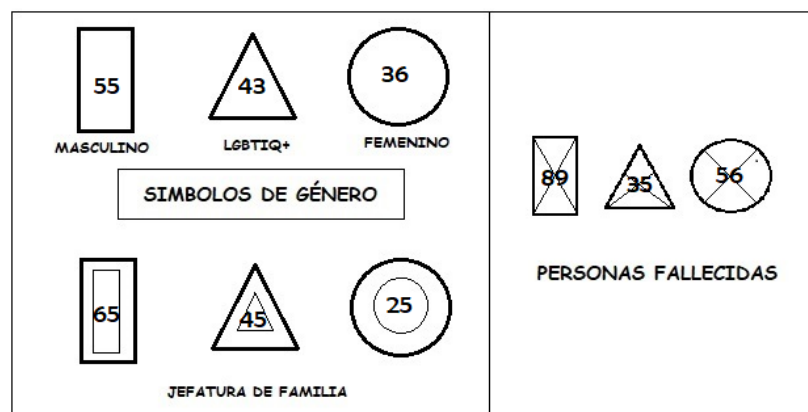 55
43
36
MASCULINO
LGBTIQ+
FEMENINO
SIMBOLOS DE GÉNERO
65
45
25
JEFATURA DE FAMILIA
89
35
56
PERSONAS FALLECIDAS